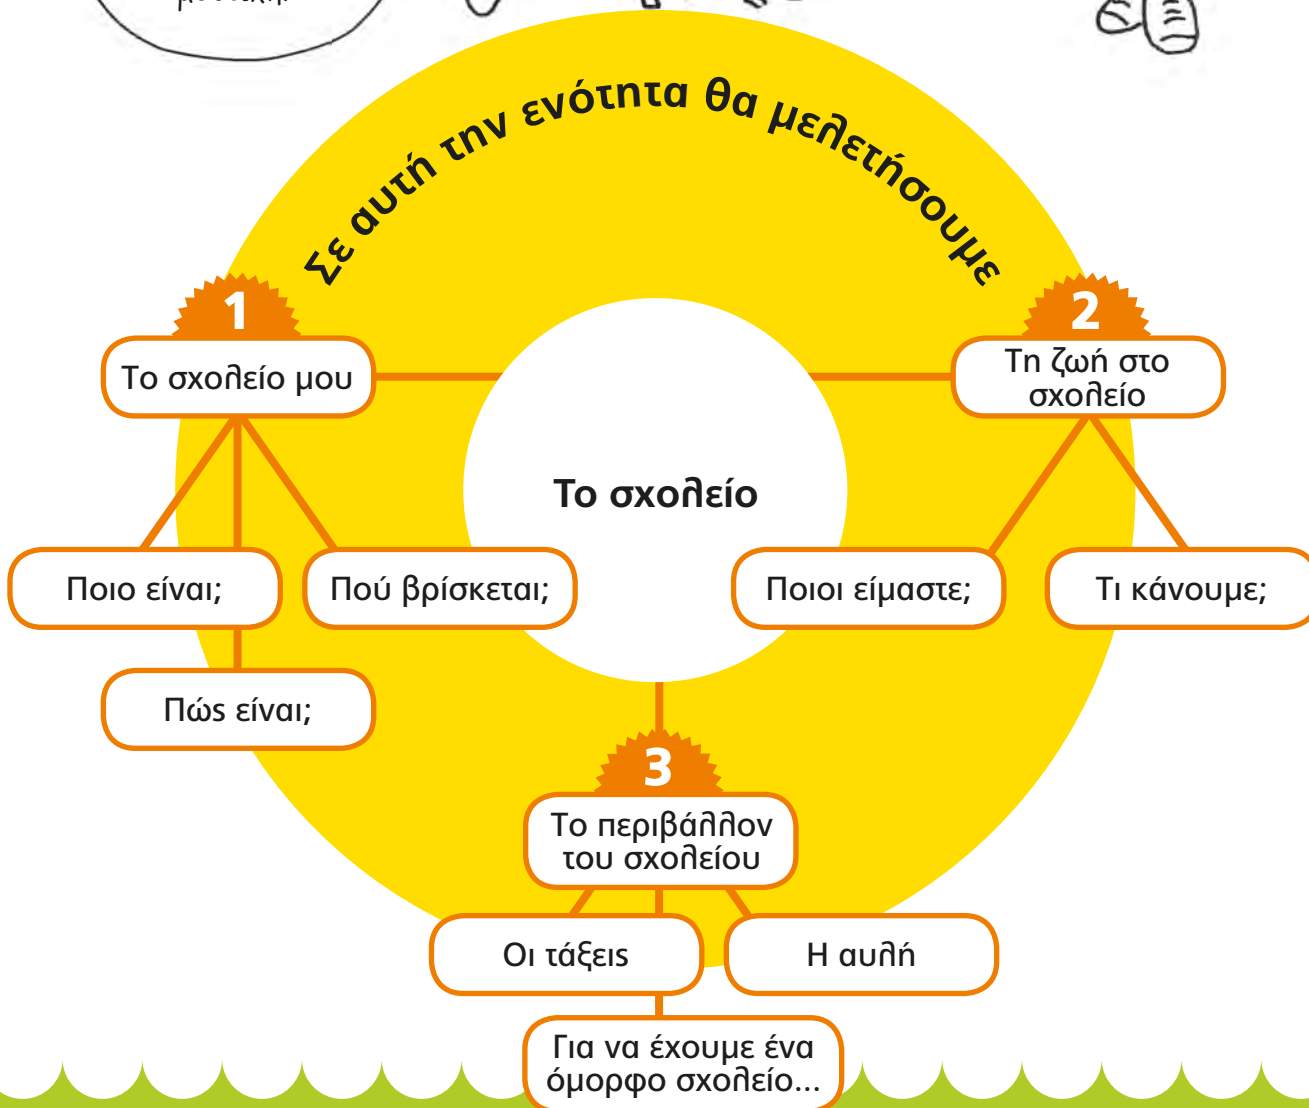 Σε αυτή την ενότητα θα μελετήσουμε
1
Το σχολείο μου
2
Τη ζωή στο
σχολείο
Το σχολείο
Ποιο είναι;
Πού βρίσκεται;
Ποιοι είμαστε;
Τι κάνουμε;
Πώς είναι;
3
Το περιβάλλον
του σχολείου
Οι τάξεις
Η αυλή
Για να έχουμε ένα
όμορφο σχολείο...